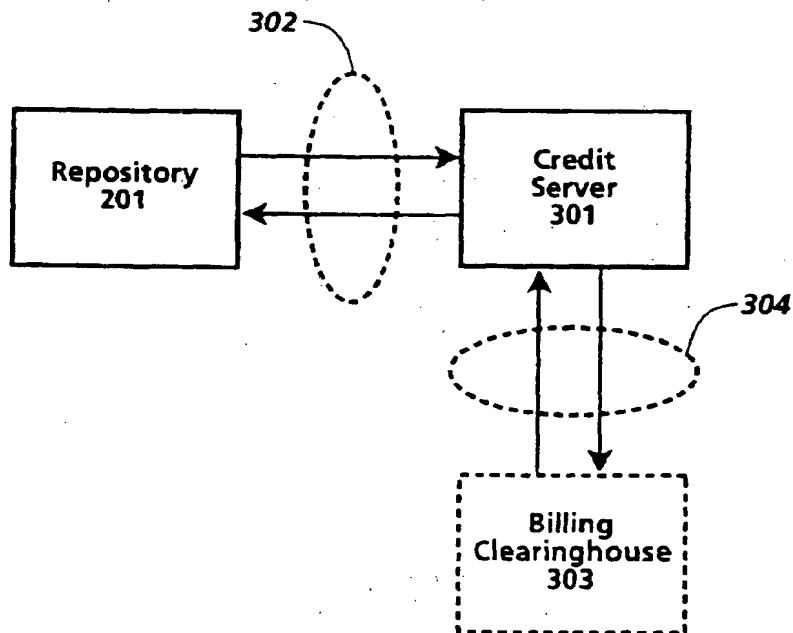 302
Repository
201
Credit
Server
301
304
Billing
Clearinghouse
303